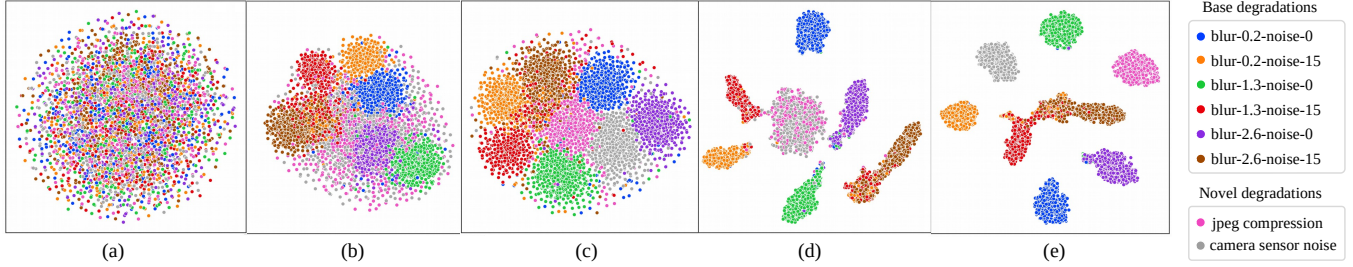 Base degradations
blur-0.2-noise-0
blur-0.2-noise-15
blur-1.3-noise-0
blur-1.3-noise-15
blur-2.6-noise-0
blur-2.6-noise-15
Novel degradations
jpeg compression
camera sensor noise
(a)
(b)
(c)
(d)
(e)